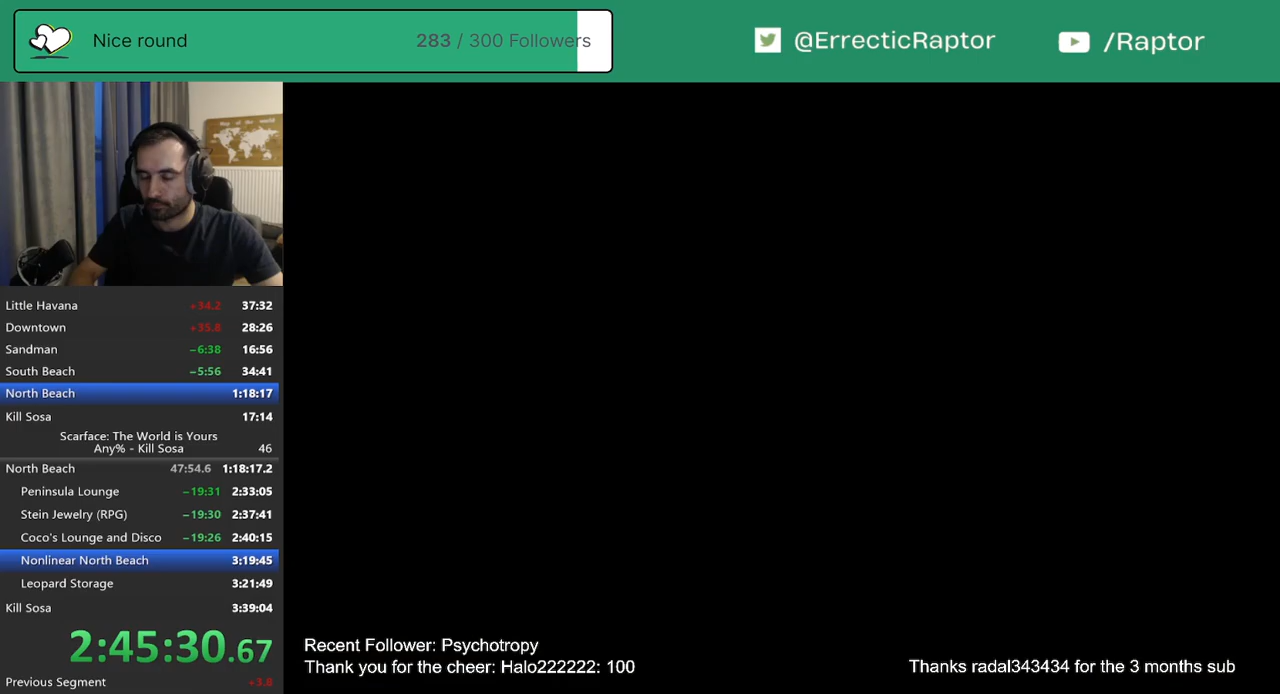 Nice round 283 / 300 Followers
@ErrecticRaptor /Raptor
Map of the world
Little Havana +34.2 37:32
Downtown +35.8 28:26
Sandman −6:38 16:56
South Beach −5:56 34:41
North Beach 1:18:17
Kill Sosa 17:14
Scarface: The World is Yours
Any% - Kill Sosa 46
North Beach 47:54.6 1:18:17.2
Peninsula Lounge −19:31 2:33:05
Stein Jewelry (RPG) −19:30 2:37:41
Coco's Lounge and Disco −19:26 2:40:15
Nonlinear North Beach 3:19:45
Leopard Storage 3:21:49
Kill Sosa 3:39:04
2:45:30.67
Previous Segment +3.8
Recent Follower: Psychotropy
Thank you for the cheer: Halo222222: 100
Thanks radal343434 for the 3 months sub